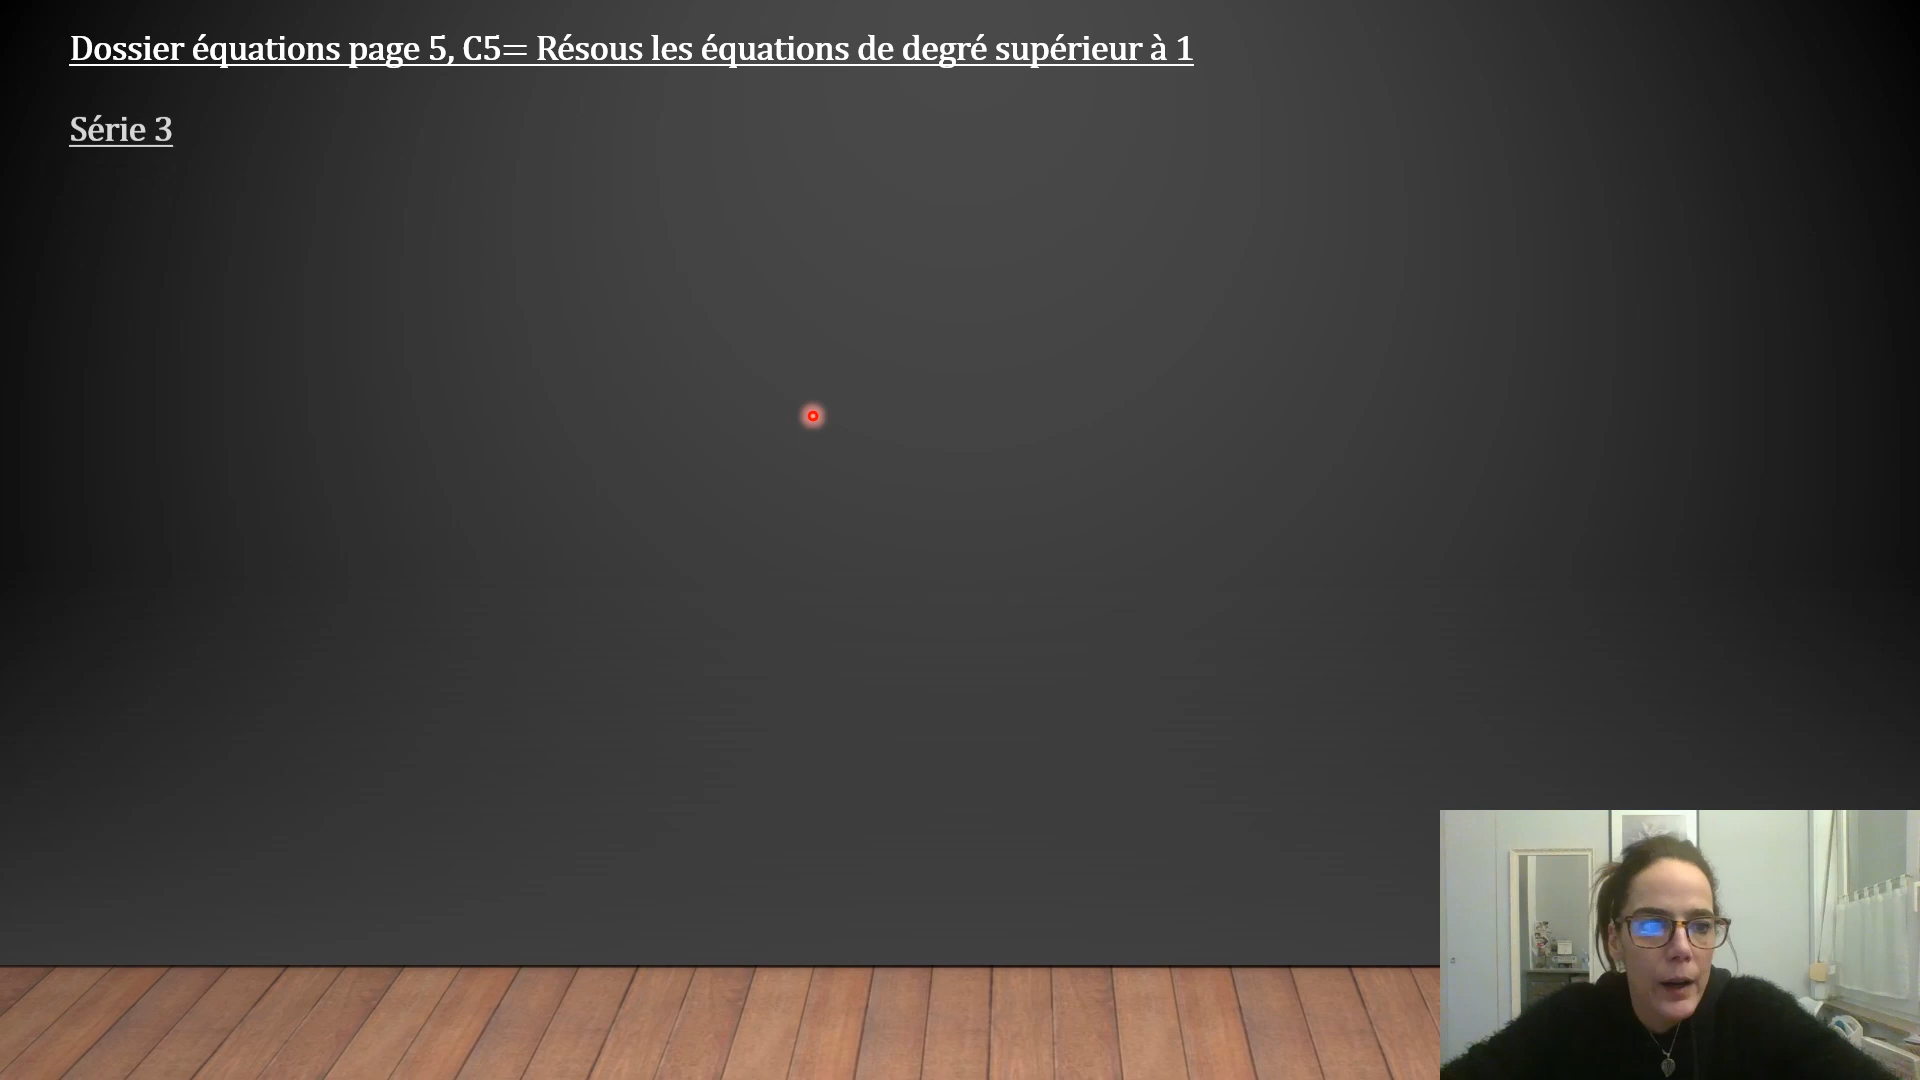 Dossier équations page 5, C5= Résous les équations de degré supérieur à 1
Série 3